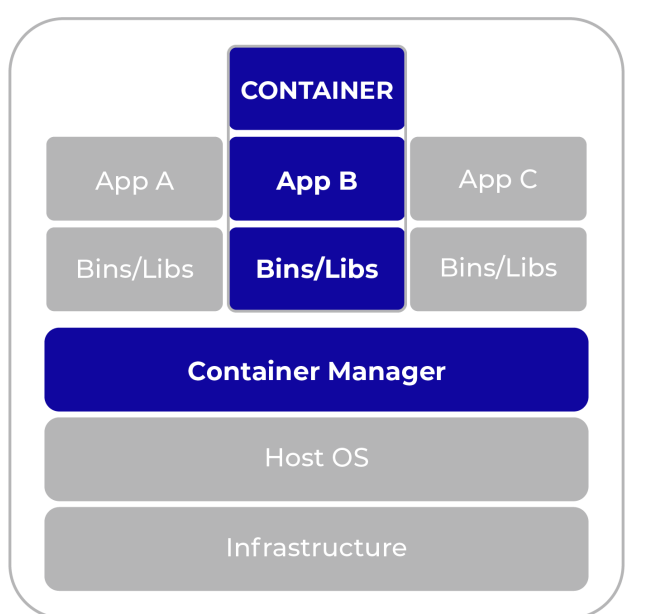 CONTAINER
App A
App B
App C
Bins/Libs
Bins/Libs
Bins/Libs
Container Manager
Host OS
Infrastructure